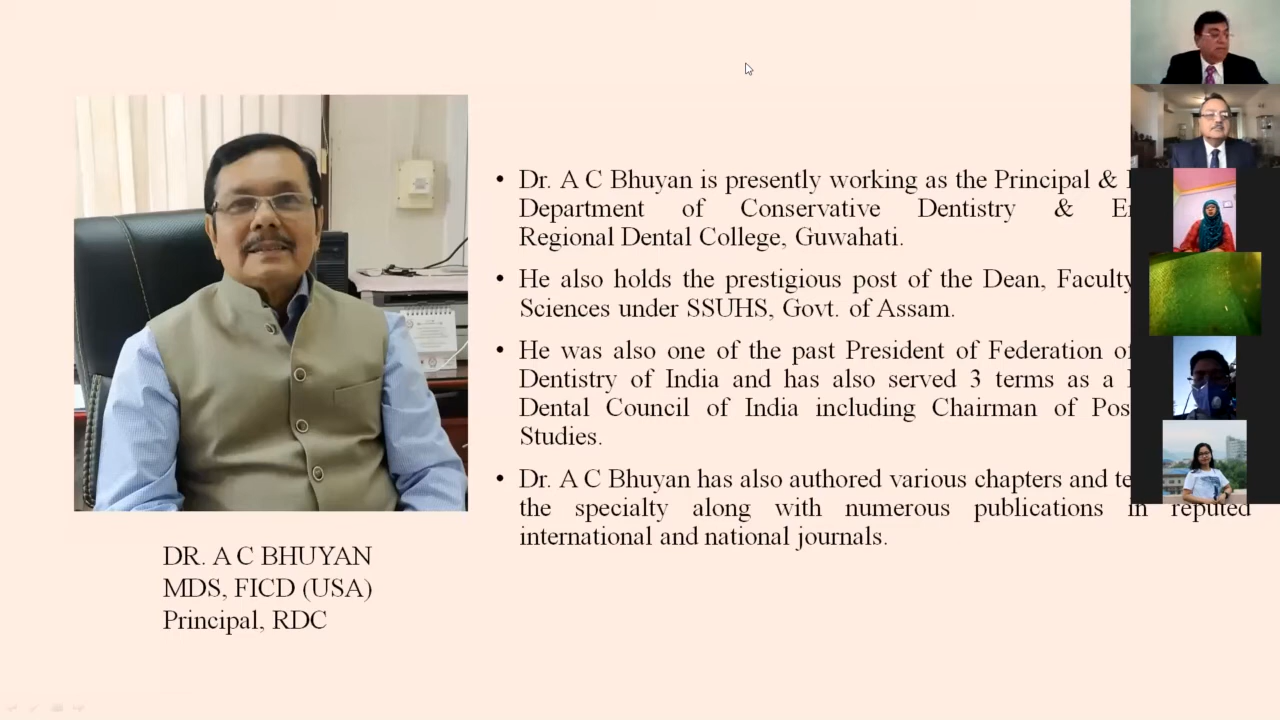 • Dr. A C Bhuyan is presently working as the Principal &
Department of Conservative Dentistry &
Regional Dental College, Guwahati.
• He also holds the prestigious post of the Dean, Faculty
Sciences under SSUHS, Govt. of Assam.
• He was also one of the past President of Federation of
Dentistry of India and has also served 3 terms as a
Dental Council of India including Chairman of
Studies.
• Dr. A C Bhuyan has also authored various chapters and
the specialty along with numerous publications in reputed
international and national journals.
DR. A C BHUYAN
MDS, FICD (USA)
Principal, RDC